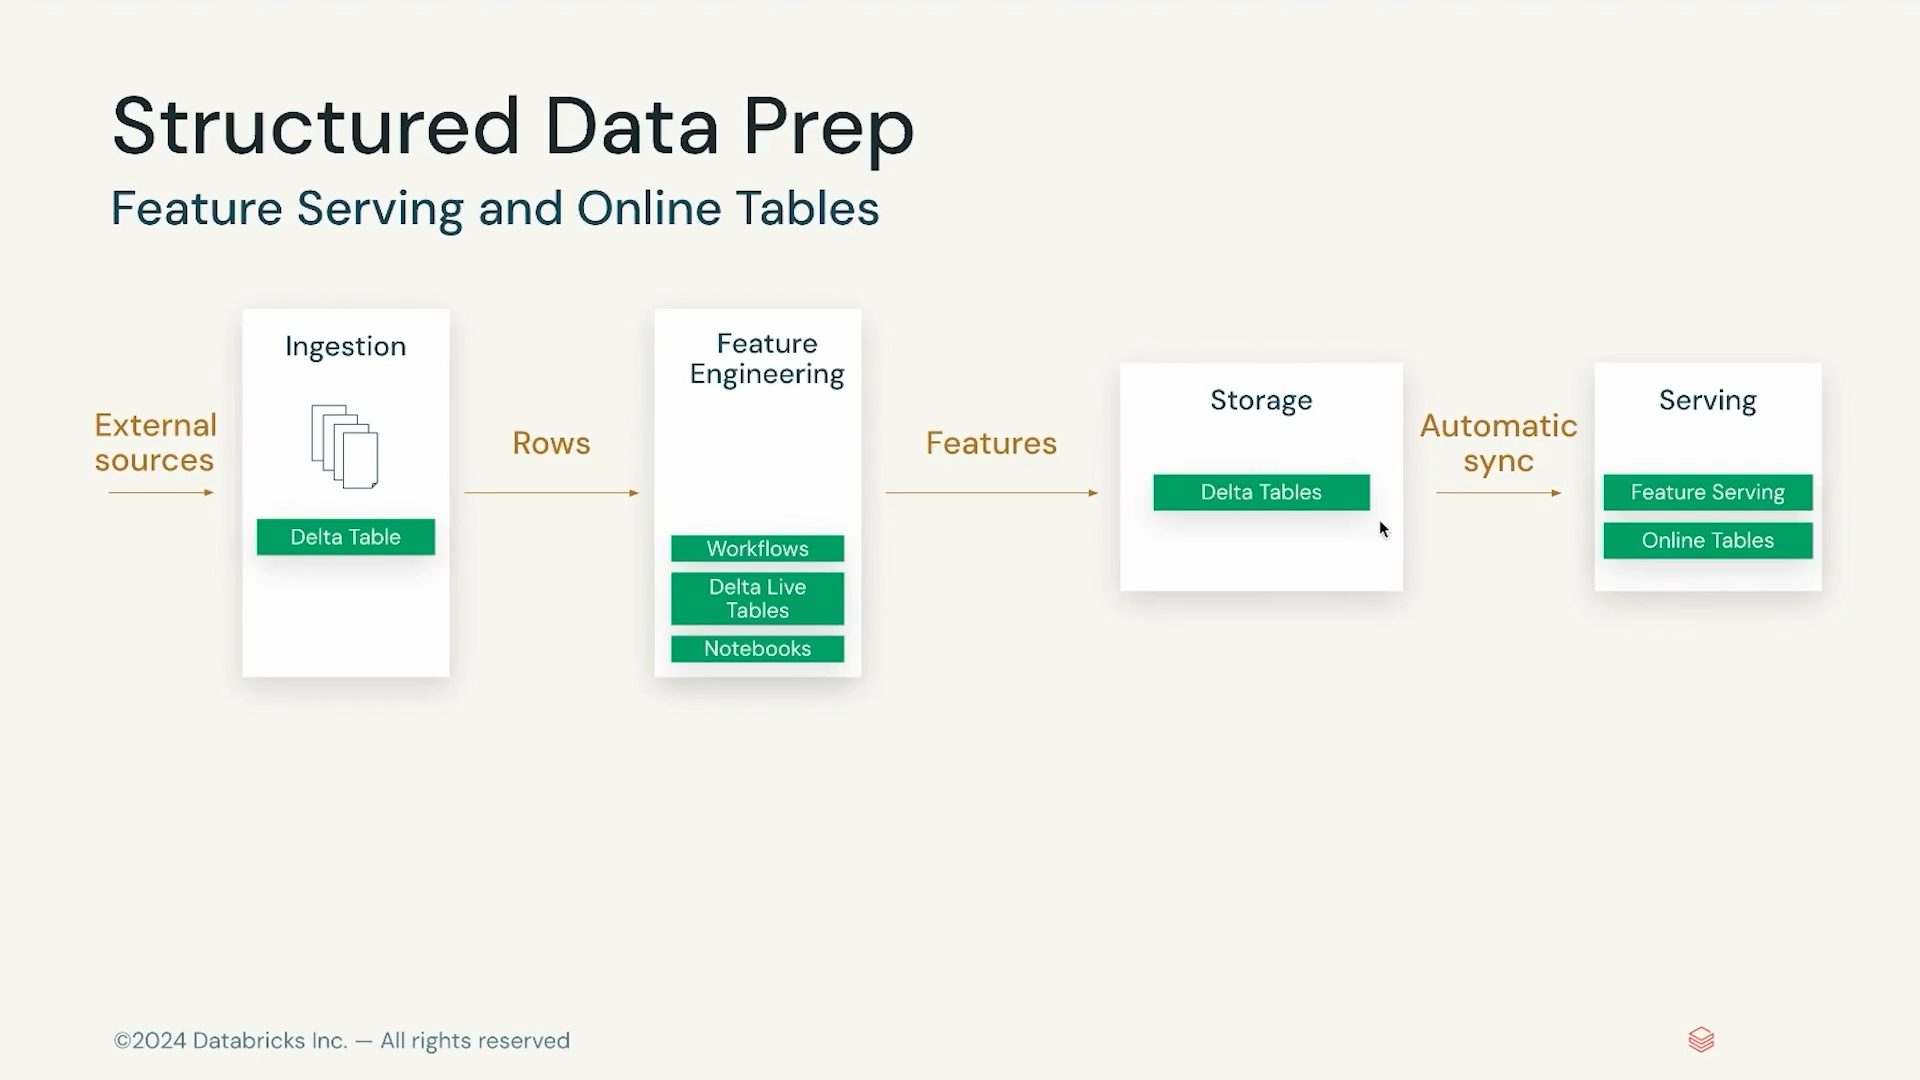 Structured Data Prep
Feature Serving and Online Tables
External
sources
Ingestion
Delta Table
Rows
Feature
Engineering
Workflows
Delta Live
Tables
Notebooks
Features
Storage
Delta Tables
Automatic
sync
Serving
Feature Serving
Online Tables
©2024 Databricks Inc. — All rights reserved